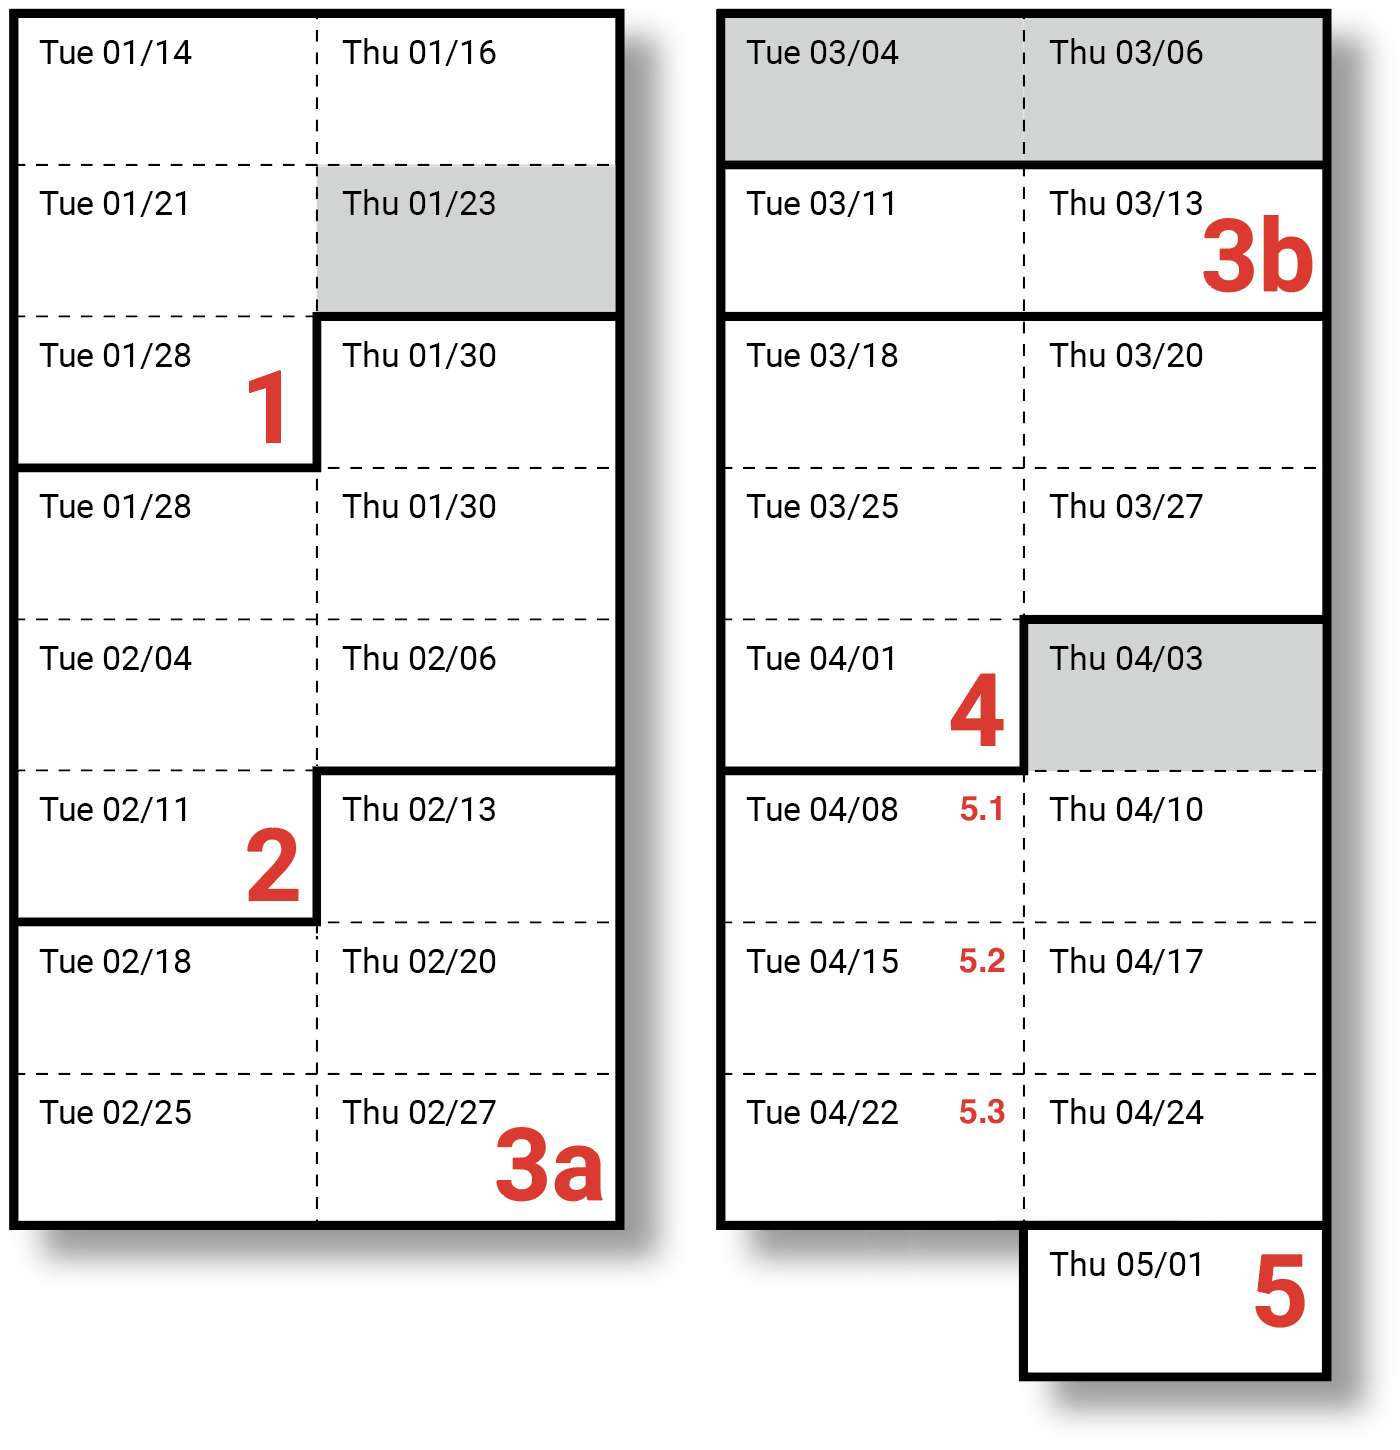 Tue 01/14 Thu 01/16
Tue 01/21 Thu 01/23
Tue 01/28 1 Thu 01/30
Tue 01/28 Thu 01/30
Tue 02/04 Thu 02/06
Tue 02/11 2 Thu 02/13
Tue 02/18 Thu 02/20
Tue 02/25 Thu 02/27 3a
Tue 03/04 Thu 03/06
Tue 03/11 Thu 03/13 3b
Tue 03/18 Thu 03/20
Tue 03/25 Thu 03/27
Tue 04/01 4 Thu 04/03
Tue 04/08 5.1 Thu 04/10
Tue 04/15 5.2 Thu 04/17
Tue 04/22 5.3 Thu 04/24
Thu 05/01 5